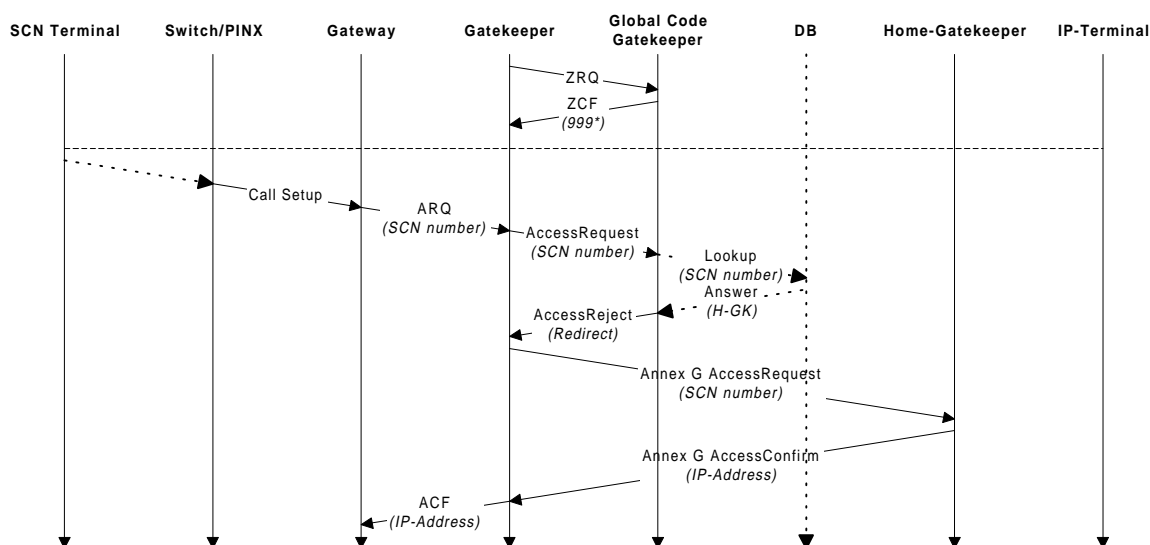 SCN Terminal
Switch/PINX
Gateway
Gatekeeper
Global Code
Gatekeeper
DB
Home-Gatekeeper
IP-Terminal
ZRQ
ZCF
(999*)
Call Setup
ARQ
(SCN number)
AccessRequest
(SCN number)
Lookup
(SCN number)
Answer
(H-GK)
AccessReject
(Redirect)
Annex G AccessRequest
(SCN number)
Annex G AccessConfirm
(IP-Address)
ACF
(IP-Address)